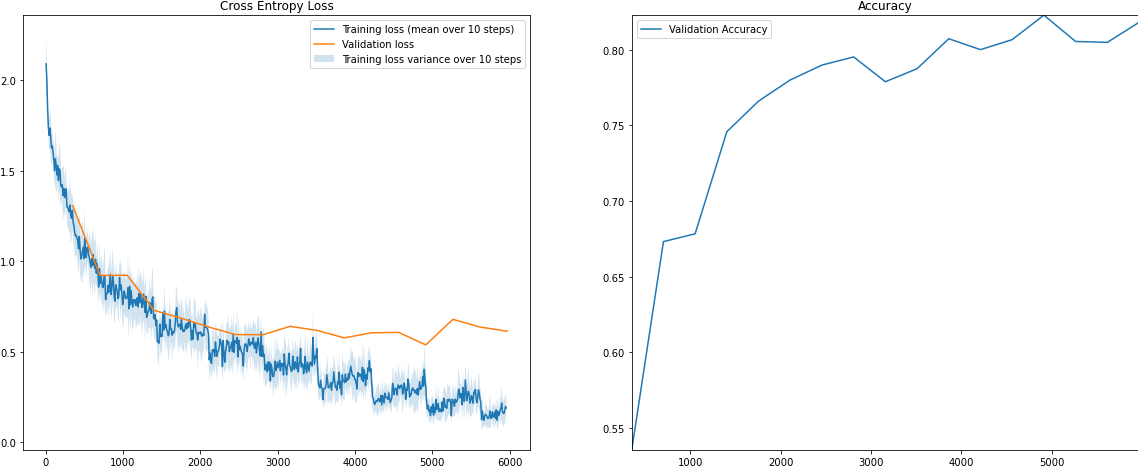 Cross Entropy Loss
Training loss (mean over 10 steps)
Validation loss
Training loss variance over 10 steps
2.0
1.5
1.0
0.5
0.0
0 1000 2000 3000 4000 5000 6000
Accuracy
Validation Accuracy
0.80
0.75
0.70
0.65
0.60
0.55
1000 2000 3000 4000 5000